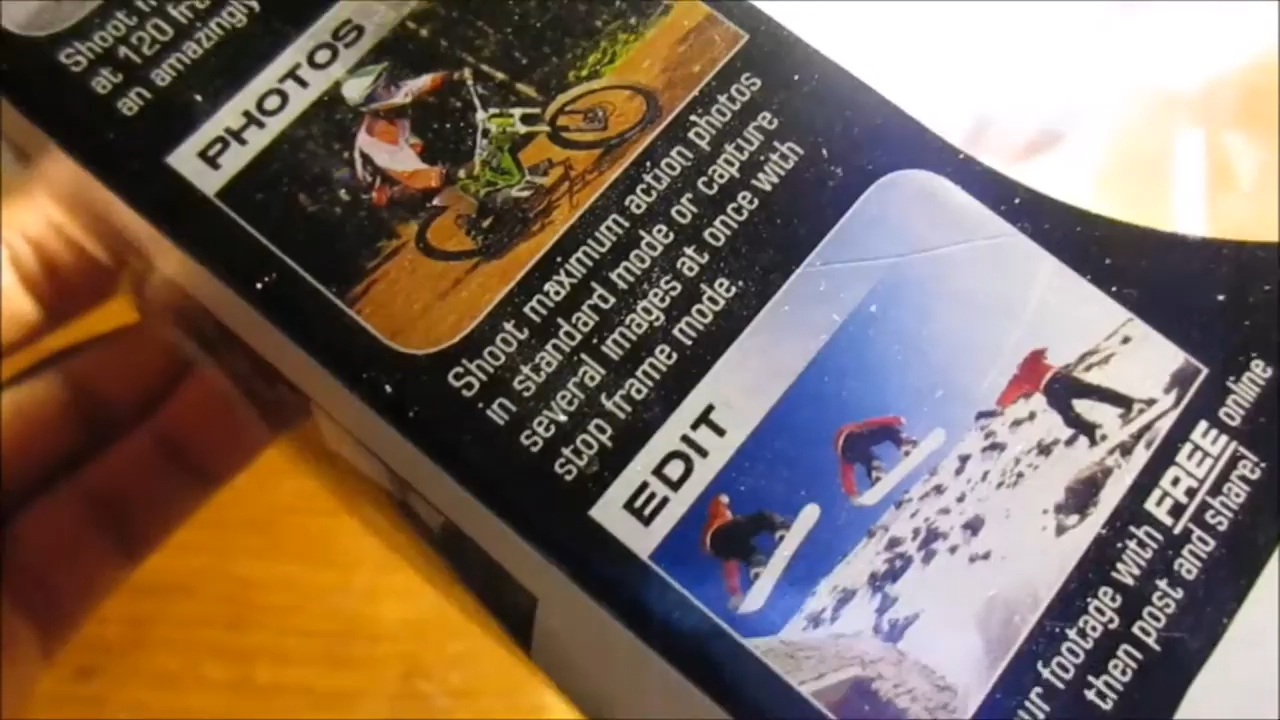 Shoot
at 120
an amazingly
PHOTOS
Shoot maximum action photos
in standard mode or capture
several images at once with
stop frame mode.
EDIT
footage with FREE online
then post and share!